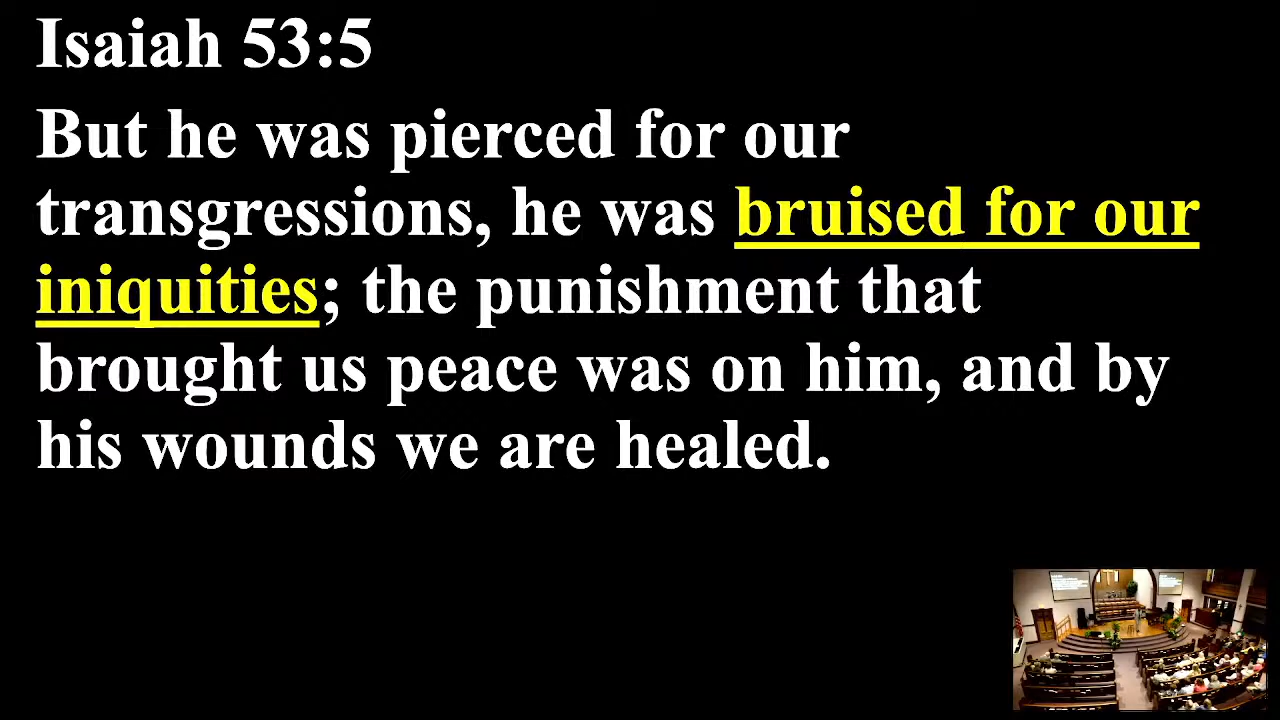 Isaiah 53:5
But he was pierced for our
transgressions, he was bruised for our
iniquities; the punishment that
brought us peace was on him, and by
his wounds we are healed.